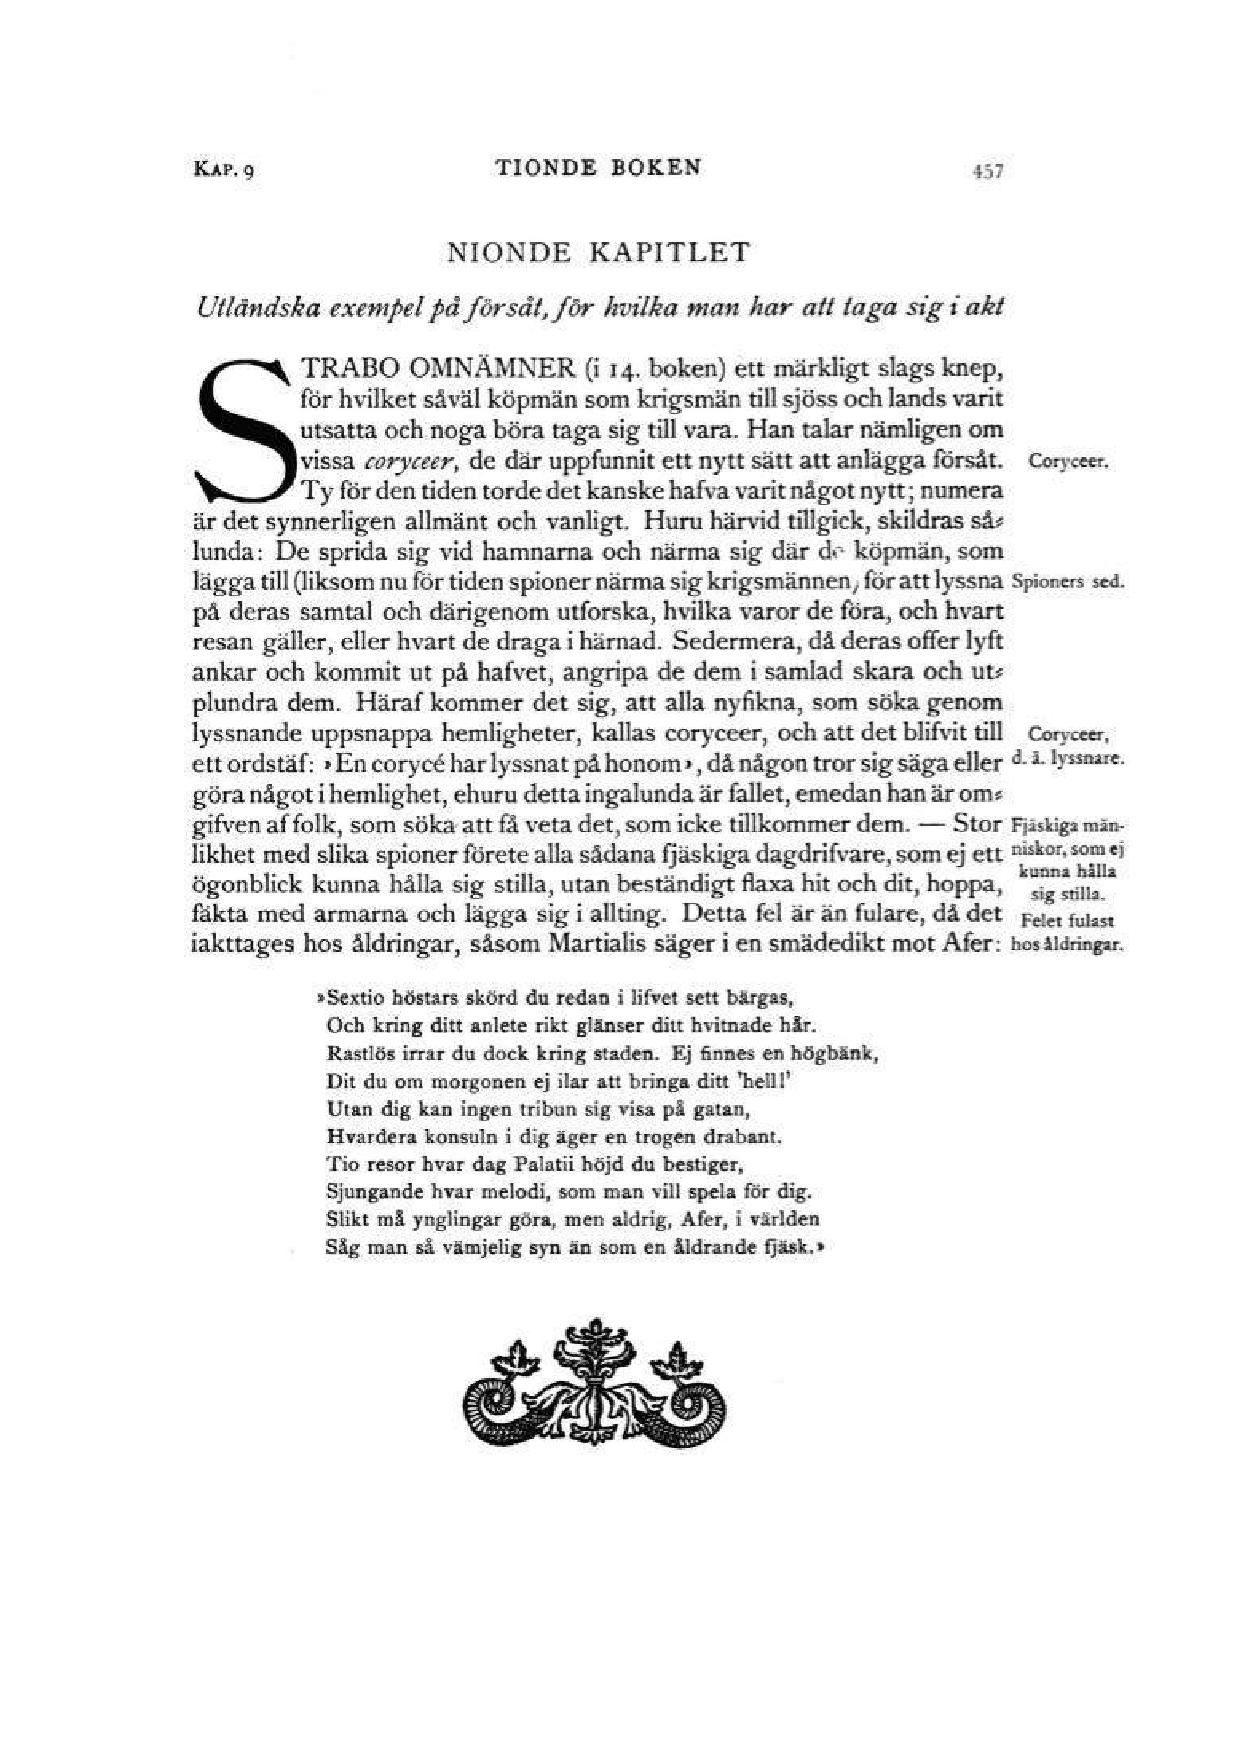 KAP. 9 TIONDE BOKEN 457
NIONDE KAPITLET
Utländska exempel på försåt, för hvilka man har att taga sig i akt
STRABO OMNÄMNER (i 14. boken) ett märkligt slags knep,
för hvilket såväl köpmän som krigsmän till sjöss och lands varit
utsatta och noga böra taga sig till vara. Han talar nämligen om
vissa coryceer, de där uppfunnit ett nytt sätt att anlägga försåt. Coryceer.
Ty för den tiden torde det kanske hafva varit något nytt; numera
är det synnerligen allmänt och vanligt. Huru härvid tillgick, skildras så-
lunda: De sprida sig vid hamnarna och närma sig där de köpmän, som
lägga till (liksom nu för tiden spioner närma sig krigsmännen, för att lyssna Spioners sed.
på deras samtal och därigenom utforska, hvilka varor de föra, och hvart
resan gäller, eller hvart de draga i härnad. Sedermera, då deras offer lyft
ankar och kommit ut på hafvet, angripa de dem i samlad skara och ut-
plundra dem. Häraf kommer det sig, att alla nyfikna, som söka genom
lyssnande uppsnappa hemligheter, kallas coryceer, och att det blifvit till Coryceer,
ett ordstäf: »En corycé har lyssnat på honom», då någon tror sig säga eller d. ä. lyssnare.
göra något i hemlighet, ehuru detta ingalunda är fallet, emedan han är om-
gifven af folk, som söka att få veta det, som icke tillkommer dem. — Stor Fjäskiga män-
likhet med slika spioner förete alla sådana fjäskiga dagdrifvare, som ej ett niskor, som ej
ögonblick kunna hålla sig stilla, utan beständigt flaxa hit och dit, hoppa, kunna hålla
sig stilla.
fäkta med armarna och lägga sig i allting. Detta fel är än fulare, då det Felet fulast
iakttages hos åldringar, såsom Martialis säger i en smädedikt mot Afer: hos åldringar.
»Sextio höstars skörd du redan i lifvet sett bärgas,
Och kring ditt anlete rikt glänser ditt hvitnade hår.
Rastlös irrar du dock kring staden. Ej finnes en högbänk,
Dit du om morgonen ej ilar att bringa ditt 'hell!'
Utan dig kan ingen tribun sig visa på gatan,
Hvardera konsuln i dig äger en trogen drabant.
Tio resor hvar dag Palatii höjd du bestiger,
Sjungande hvar melodi, som man vill spela för dig.
Slikt må ynglingar göra, men aldrig, Afer, i världen
Såg man så vämjelig syn än som en åldrande fjäsk.»